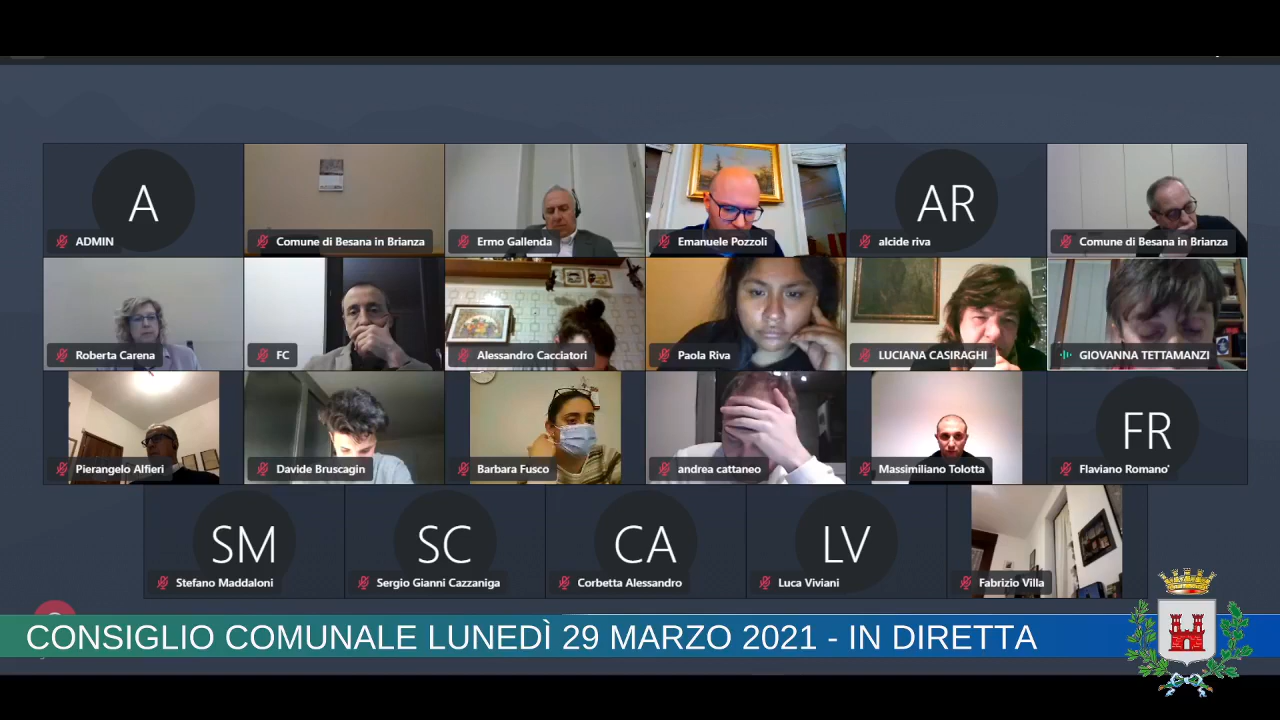 A
ADMIN
Comune di Besana in Brianza
Ermo Gallenda
Emanuele Pozzoli
AR
alcide riva
Comune di Besana in Brianza
Roberta Carena
FC
Alessandro Cacciatori
Paola Riva
LUCIANA CASIRAGHI
GIOVANNA TETTAMANZI
Pierangelo Alfieri
Davide Bruscagin
Barbara Fusco
andrea cattaneo
Massimiliano Tolotta
FR
Flaviano Romano'
SM
Stefano Maddaloni
SC
Sergio Gianni Cazzaniga
CA
Corbetta Alessandro
LV
Luca Viviani
Fabrizio Villa
CONSIGLIO COMUNALE LUNEDÌ 29 MARZO 2021 - IN DIRETTA